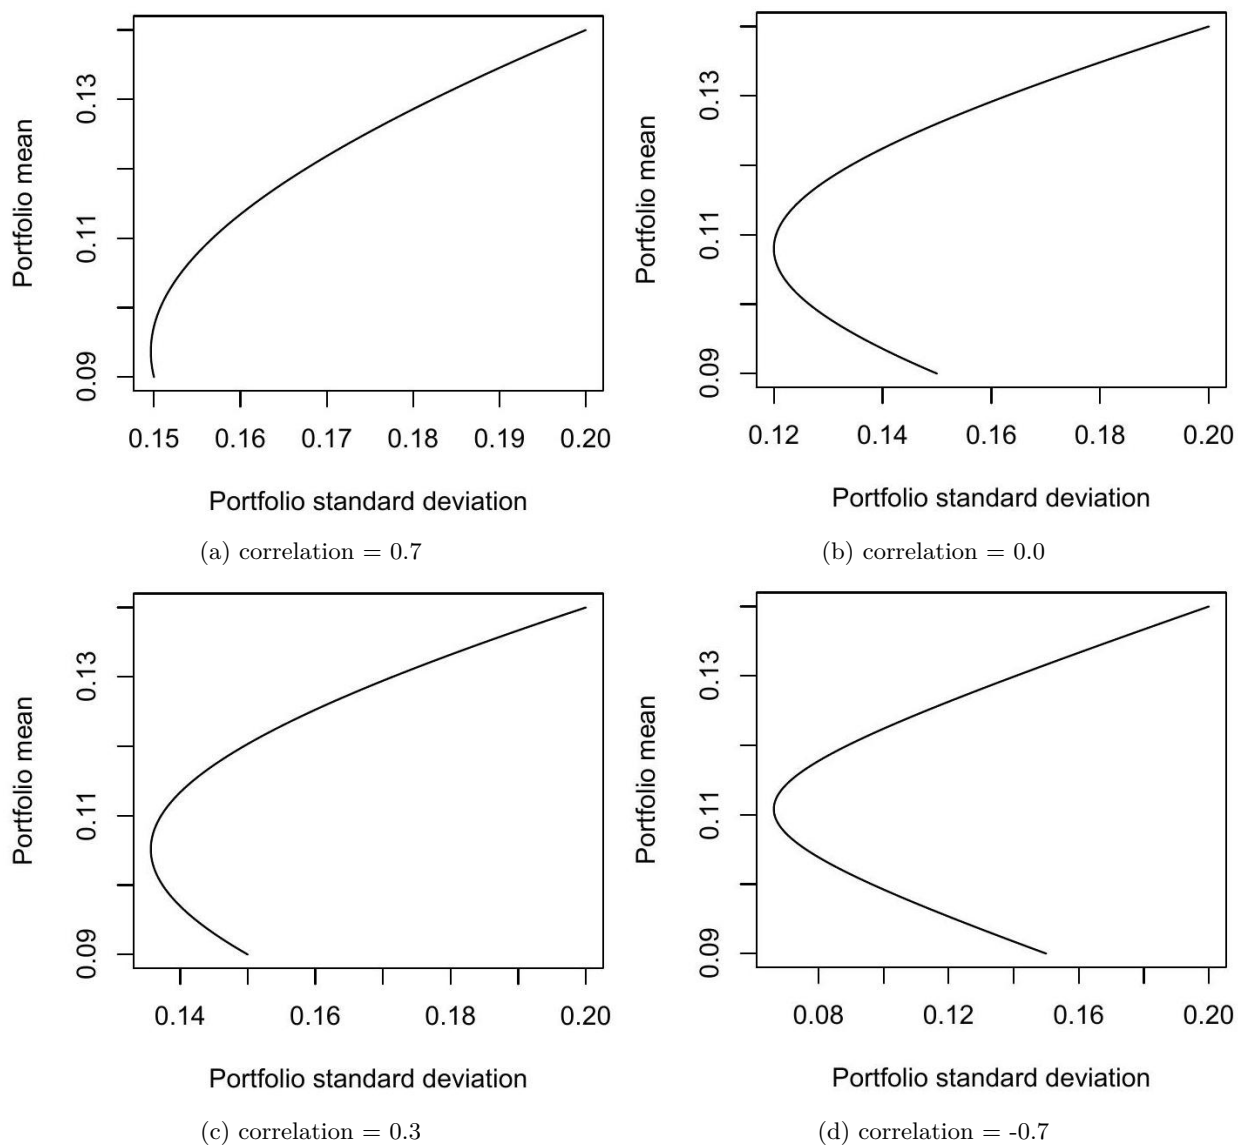 Portfolio mean
0.13
0.11
0.09
0.15 0.16 0.17 0.18 0.19 0.20
Portfolio standard deviation
(a) correlation = 0.7
Portfolio mean
0.13
0.11
0.09
0.12 0.14 0.16 0.18 0.20
Portfolio standard deviation
(b) correlation = 0.0
Portfolio mean
0.13
0.11
0.09
0.14 0.16 0.18 0.20
Portfolio standard deviation
(c) correlation = 0.3
Portfolio mean
0.13
0.11
0.09
0.08 0.12 0.16 0.20
Portfolio standard deviation
(d) correlation = -0.7